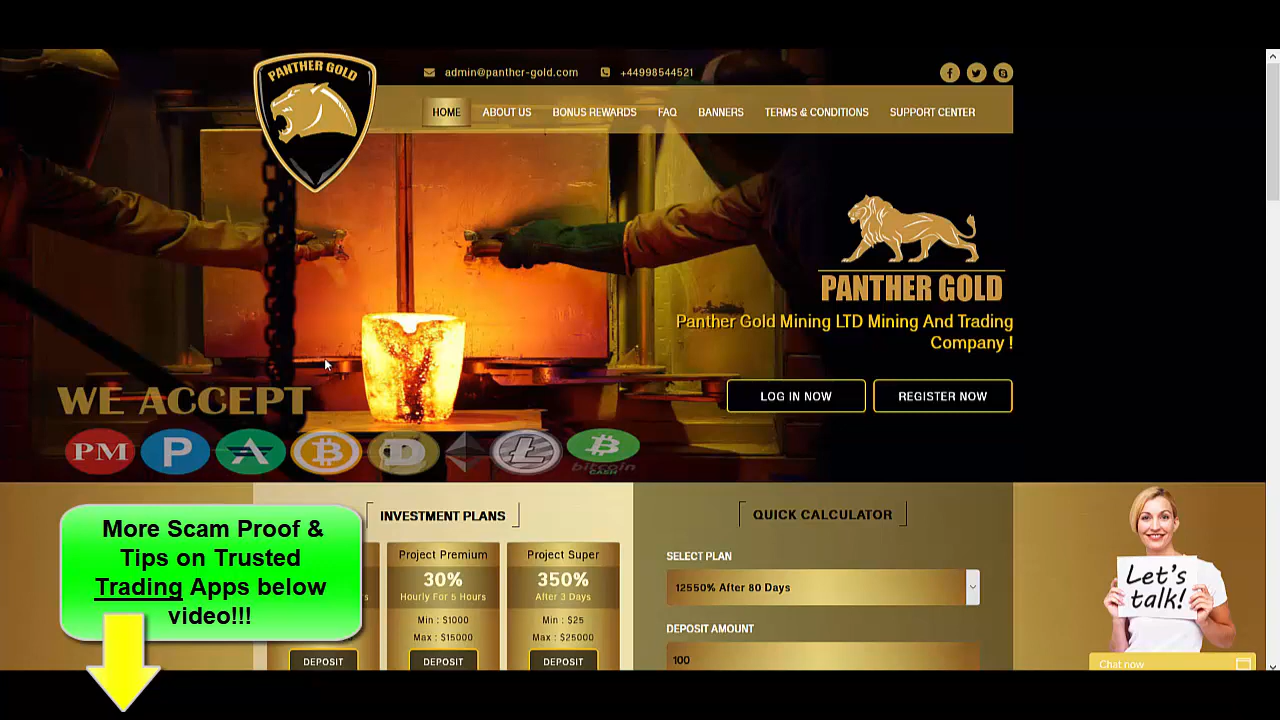 PANTHER GOLD
admin@panther-gold.com +44998544521
HOME ABOUT US BONUS REWARDS FAQ BANNERS TERMS & CONDITIONS SUPPORT CENTER
PANTHER GOLD
Panther Gold Mining LTD Mining And Trading
Company !
LOG IN NOW REGISTER NOW
WE ACCEPT
PM
bitcoin
CASH
INVESTMENT PLANS
Project Premium
30%
Hourly For 5 Hours
Min : $1000
Max : $15000
DEPOSIT
Project Super
350%
After 3 Days
Min : $25
Max : $25000
DEPOSIT
DEPOSIT
QUICK CALCULATOR
SELECT PLAN
12550% After 80 Days
DEPOSIT AMOUNT
100
More Scam Proof &
Tips on Trusted
Trading Apps below
video!!!
Let's
talk!
Chat now